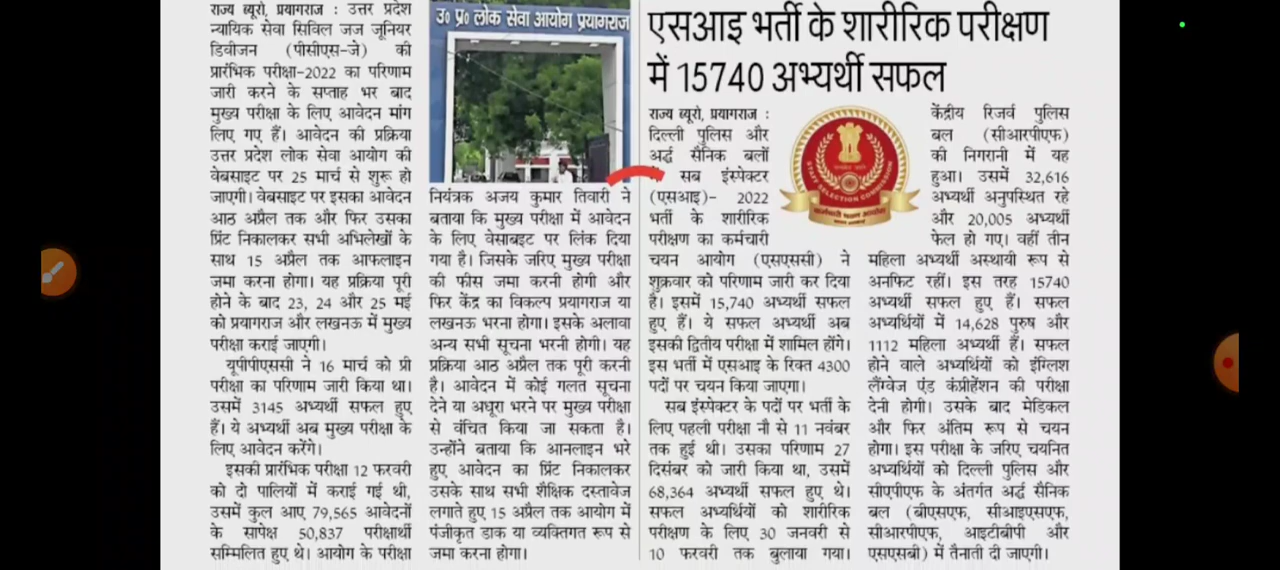 राज्य ब्यूरो, प्रयागराज : उत्तर प्रदेश
न्यायिक सेवा सिविल जज जूनियर
डिवीजन (पीसीएस-जे) की
प्रारंभिक परीक्षा-2022 का परिणाम
जारी करने के सप्ताह भर बाद
मुख्य परीक्षा के लिए आवेदन मांग
लिए गए हैं। आवेदन की प्रक्रिया
उत्तर प्रदेश लोक सेवा आयोग की
वेबसाइट पर 25 मार्च से शुरू हो
जाएगी। वेबसाइट पर इसका आवेदन
आठ अप्रैल तक और फिर उसका
प्रिंट निकालकर सभी अभिलेखों के
साथ 15 अप्रैल तक आफलाइन
जमा करना होगा। यह प्रक्रिया पूरी
होने के बाद 23, 24 और 25 मई
को प्रयागराज और लखनऊ में मुख्य
परीक्षा कराई जाएगी।
यूपीपीएससी ने 16 मार्च को प्री
परीक्षा का परिणाम जारी किया था।
उसमें 3145 अभ्यर्थी सफल हुए
हैं। ये अभ्यर्थी अब मुख्य परीक्षा के
लिए आवेदन करेंगे।
इसकी प्रारंभिक परीक्षा 12 फरवरी
को दो पालियों में कराई गई थी,
उसमें कुल आए 79,565 आवेदनों
के सापेक्ष 50,837 परीक्षार्थी
सम्मिलित हुए थे। आयोग के परीक्षा
उ० प्र० लोक सेवा आयोग प्रयागराज
नियंत्रक अजय कुमार तिवारी ने
बताया कि मुख्य परीक्षा में आवेदन
के लिए वेसाबइट पर लिंक दिया
गया है। जिसके जरिए मुख्य परीक्षा
की फीस जमा करनी होगी और
फिर केंद्र का विकल्प प्रयागराज या
लखनऊ भरना होगा। इसके अलावा
अन्य सभी सूचना भरनी होगी। यह
प्रक्रिया आठ अप्रैल तक पूरी करनी
है। आवेदन में कोई गलत सूचना
देने या अधूरा भरने पर मुख्य परीक्षा
से वंचित किया जा सकता है।
उन्होंने बताया कि आनलाइन भरे
हुए आवेदन का प्रिंट निकालकर
उसके साथ सभी शैक्षिक दस्तावेज
लगाते हुए 15 अप्रैल तक आयोग में
पंजीकृत डाक या व्यक्तिगत रूप से
जमा करना होगा।
एसआइ भर्ती के शारीरिक परीक्षण
में 15740 अभ्यर्थी सफल
राज्य ब्यूरो, प्रयागराज :
दिल्ली पुलिस और
अर्द्ध सैनिक बलों
सब इंस्पेक्टर
(एसआइ)- 2022
भर्ती के शारीरिक
परीक्षण का कर्मचारी
चयन आयोग (एसएससी) ने
शुक्रवार को परिणाम जारी कर दिया
है। इसमें 15,740 अभ्यर्थी सफल
हुए हैं। ये सफल अभ्यर्थी अब
इसकी द्वितीय परीक्षा में शामिल होंगे।
इस भर्ती में एसआइ के रिक्त 4300
पदों पर चयन किया जाएगा।
सब इंस्पेक्टर के पदों पर भर्ती के
लिए पहली परीक्षा नौ से 11 नवंबर
तक हुई थी। उसका परिणाम 27
दिसंबर को जारी किया था, उसमें
68,364 अभ्यर्थी सफल हुए थे।
सफल अभ्यर्थियों को शारीरिक
परीक्षण के लिए 30 जनवरी से
10 फरवरी तक बुलाया गया।
STAFF SELECTION COMMISSION
कर्मचारी चयन आयोग
केंद्रीय रिजर्व पुलिस
बल (सीआरपीएफ)
की निगरानी में यह
हुआ। उसमें 32,616
अभ्यर्थी अनुपस्थित रहे
और 20,005 अभ्यर्थी
फेल हो गए। वहीं तीन
महिला अभ्यर्थी अस्थायी रूप से
अनफिट रहीं। इस तरह 15740
अभ्यर्थी सफल हुए हैं। सफल
अभ्यर्थियों में 14,628 पुरुष और
1112 महिला अभ्यर्थी हैं। सफल
होने वाले अभ्यर्थियों को इंग्लिश
लैंग्वेज एंड कंप्रीहेंशन की परीक्षा
देनी होगी। उसके बाद मेडिकल
और फिर अंतिम रूप से चयन
होगा। इस परीक्षा के जरिए चयनित
अभ्यर्थियों को दिल्ली पुलिस और
सीएपीएफ के अंतर्गत अर्द्ध सैनिक
बल (बीएसएफ, सीआइएसएफ,
सीआरपीएफ, आइटीबीपी और
एसएसबी) में तैनाती दी जाएगी।